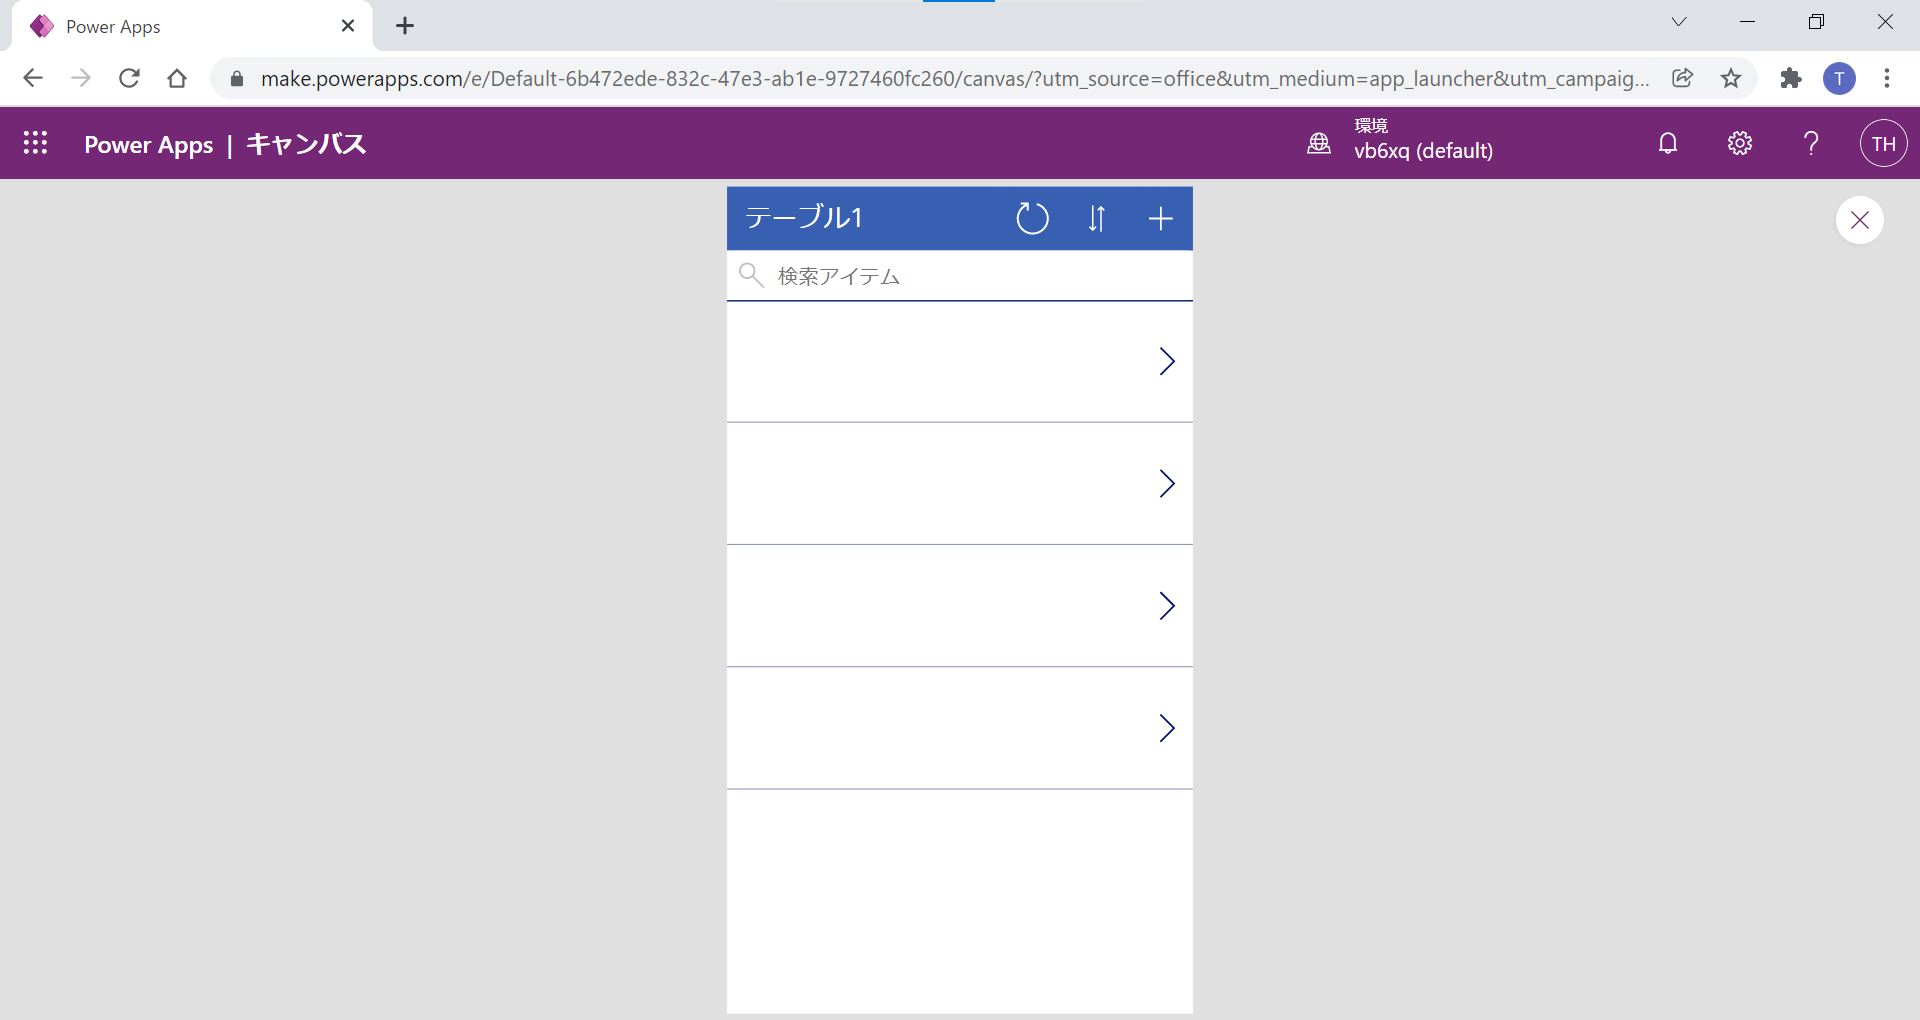 Power Apps
make.powerapps.com/e/Default-6b472ede-832c-47e3-ab1e-9727460fc260/canvas/?utm_source=office&utm_medium=app_launcher&utm_campaig...
T
Power Apps | キャンバス
環境
vb6xq (default)
TH
テーブル1
検索アイテム